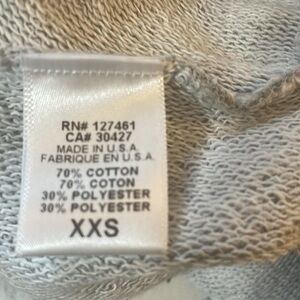 RN# 127461
CA# 30427
MADE IN U.S.A.
FABRIQUE EN U.S.A.
70% COTTON
70% COTON
30% POLYESTER
30% POLYESTER
XXS